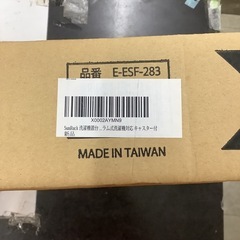 品番 E-ESF-283
X0002AYMN9
SunRuck 洗濯機置台 ... ラム式洗濯機対応 キャスター付
新品
MADE IN TAIWAN